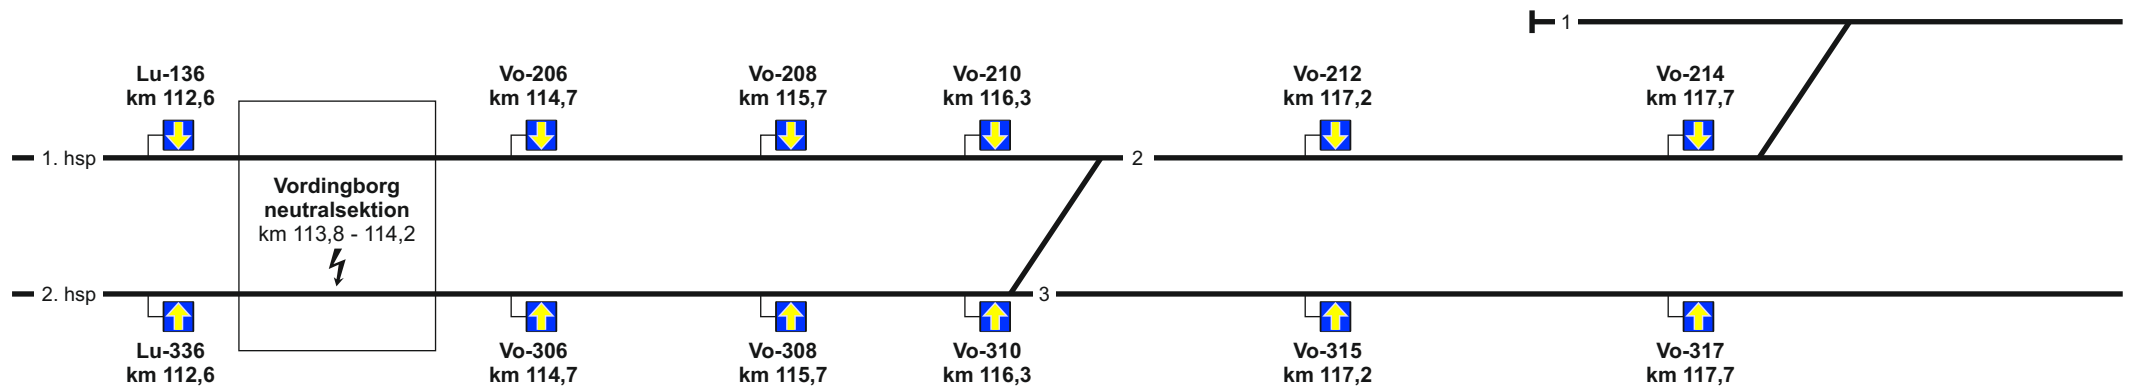 1
Lu-136
km 112,6
Vo-206
km 114,7
Vo-208
km 115,7
Vo-210
km 116,3
Vo-212
km 117,2
Vo-214
km 117,7
1. hsp
2
Vordingborg
neutralsektion
km 113,8 - 114,2
2. hsp
3
Lu-336
km 112,6
Vo-306
km 114,7
Vo-308
km 115,7
Vo-310
km 116,3
Vo-315
km 117,2
Vo-317
km 117,7